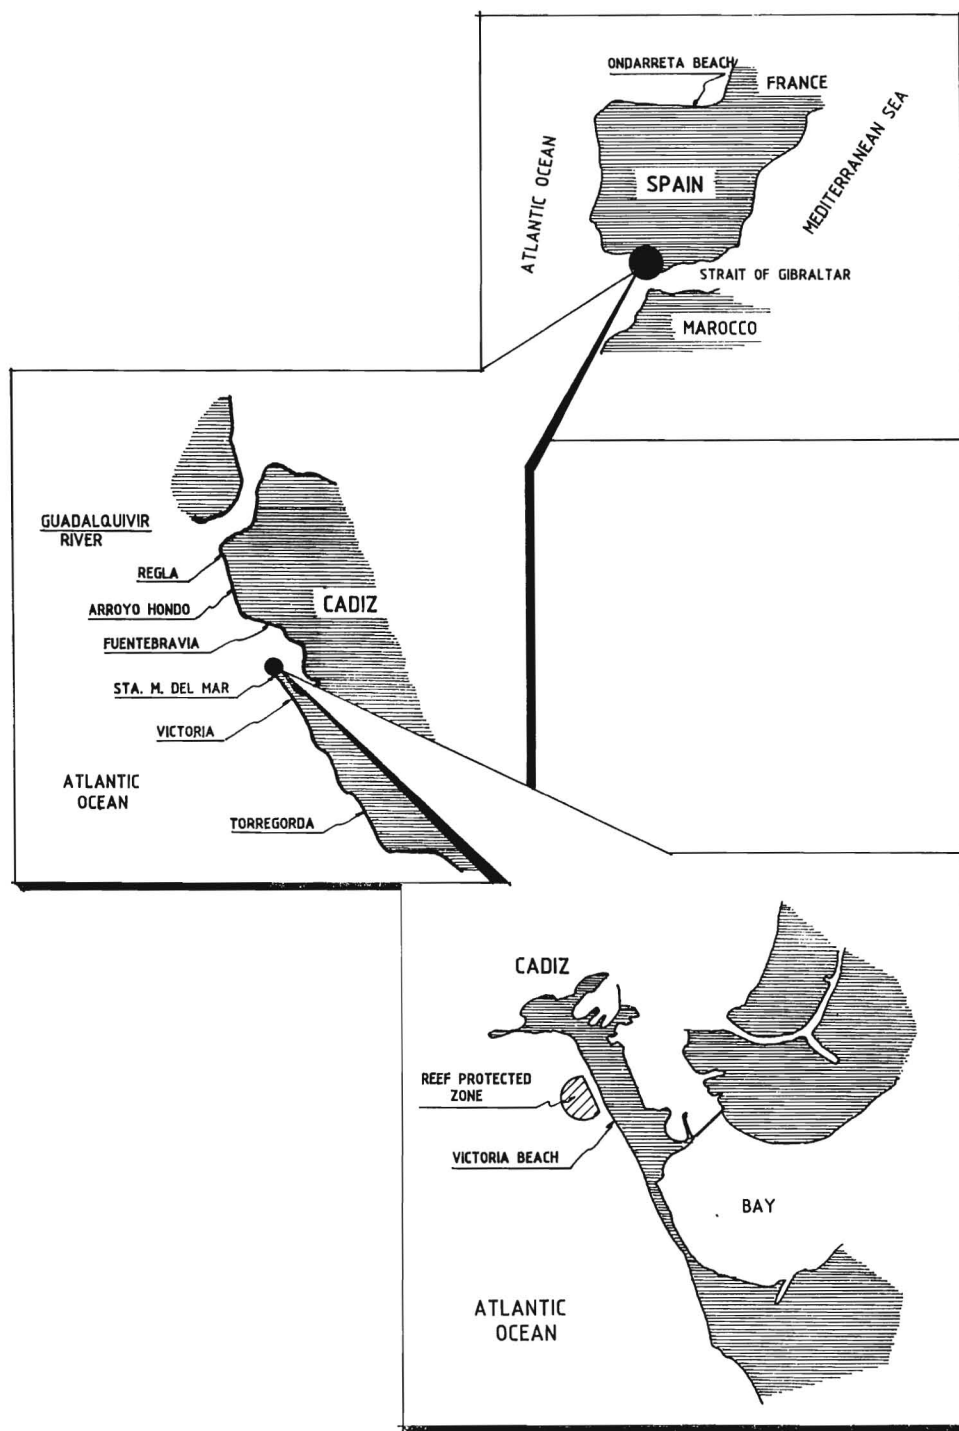 ONDARRETA BEACH
FRANCE
ATLANTIC OCEAN
SPAIN
MEDITERRANEAN SEA
STRAIT OF GIBRALTAR
MAROCCO
GUADALQUIVIR
RIVER
REGLA
ARROYO HONDO
CADIZ
FUENTEBRAVIA
STA. M. DEL MAR
VICTORIA
ATLANTIC
OCEAN
TORREGORDA
CADIZ
REEF PROTECTED
ZONE
VICTORIA BEACH
BAY
ATLANTIC
OCEAN